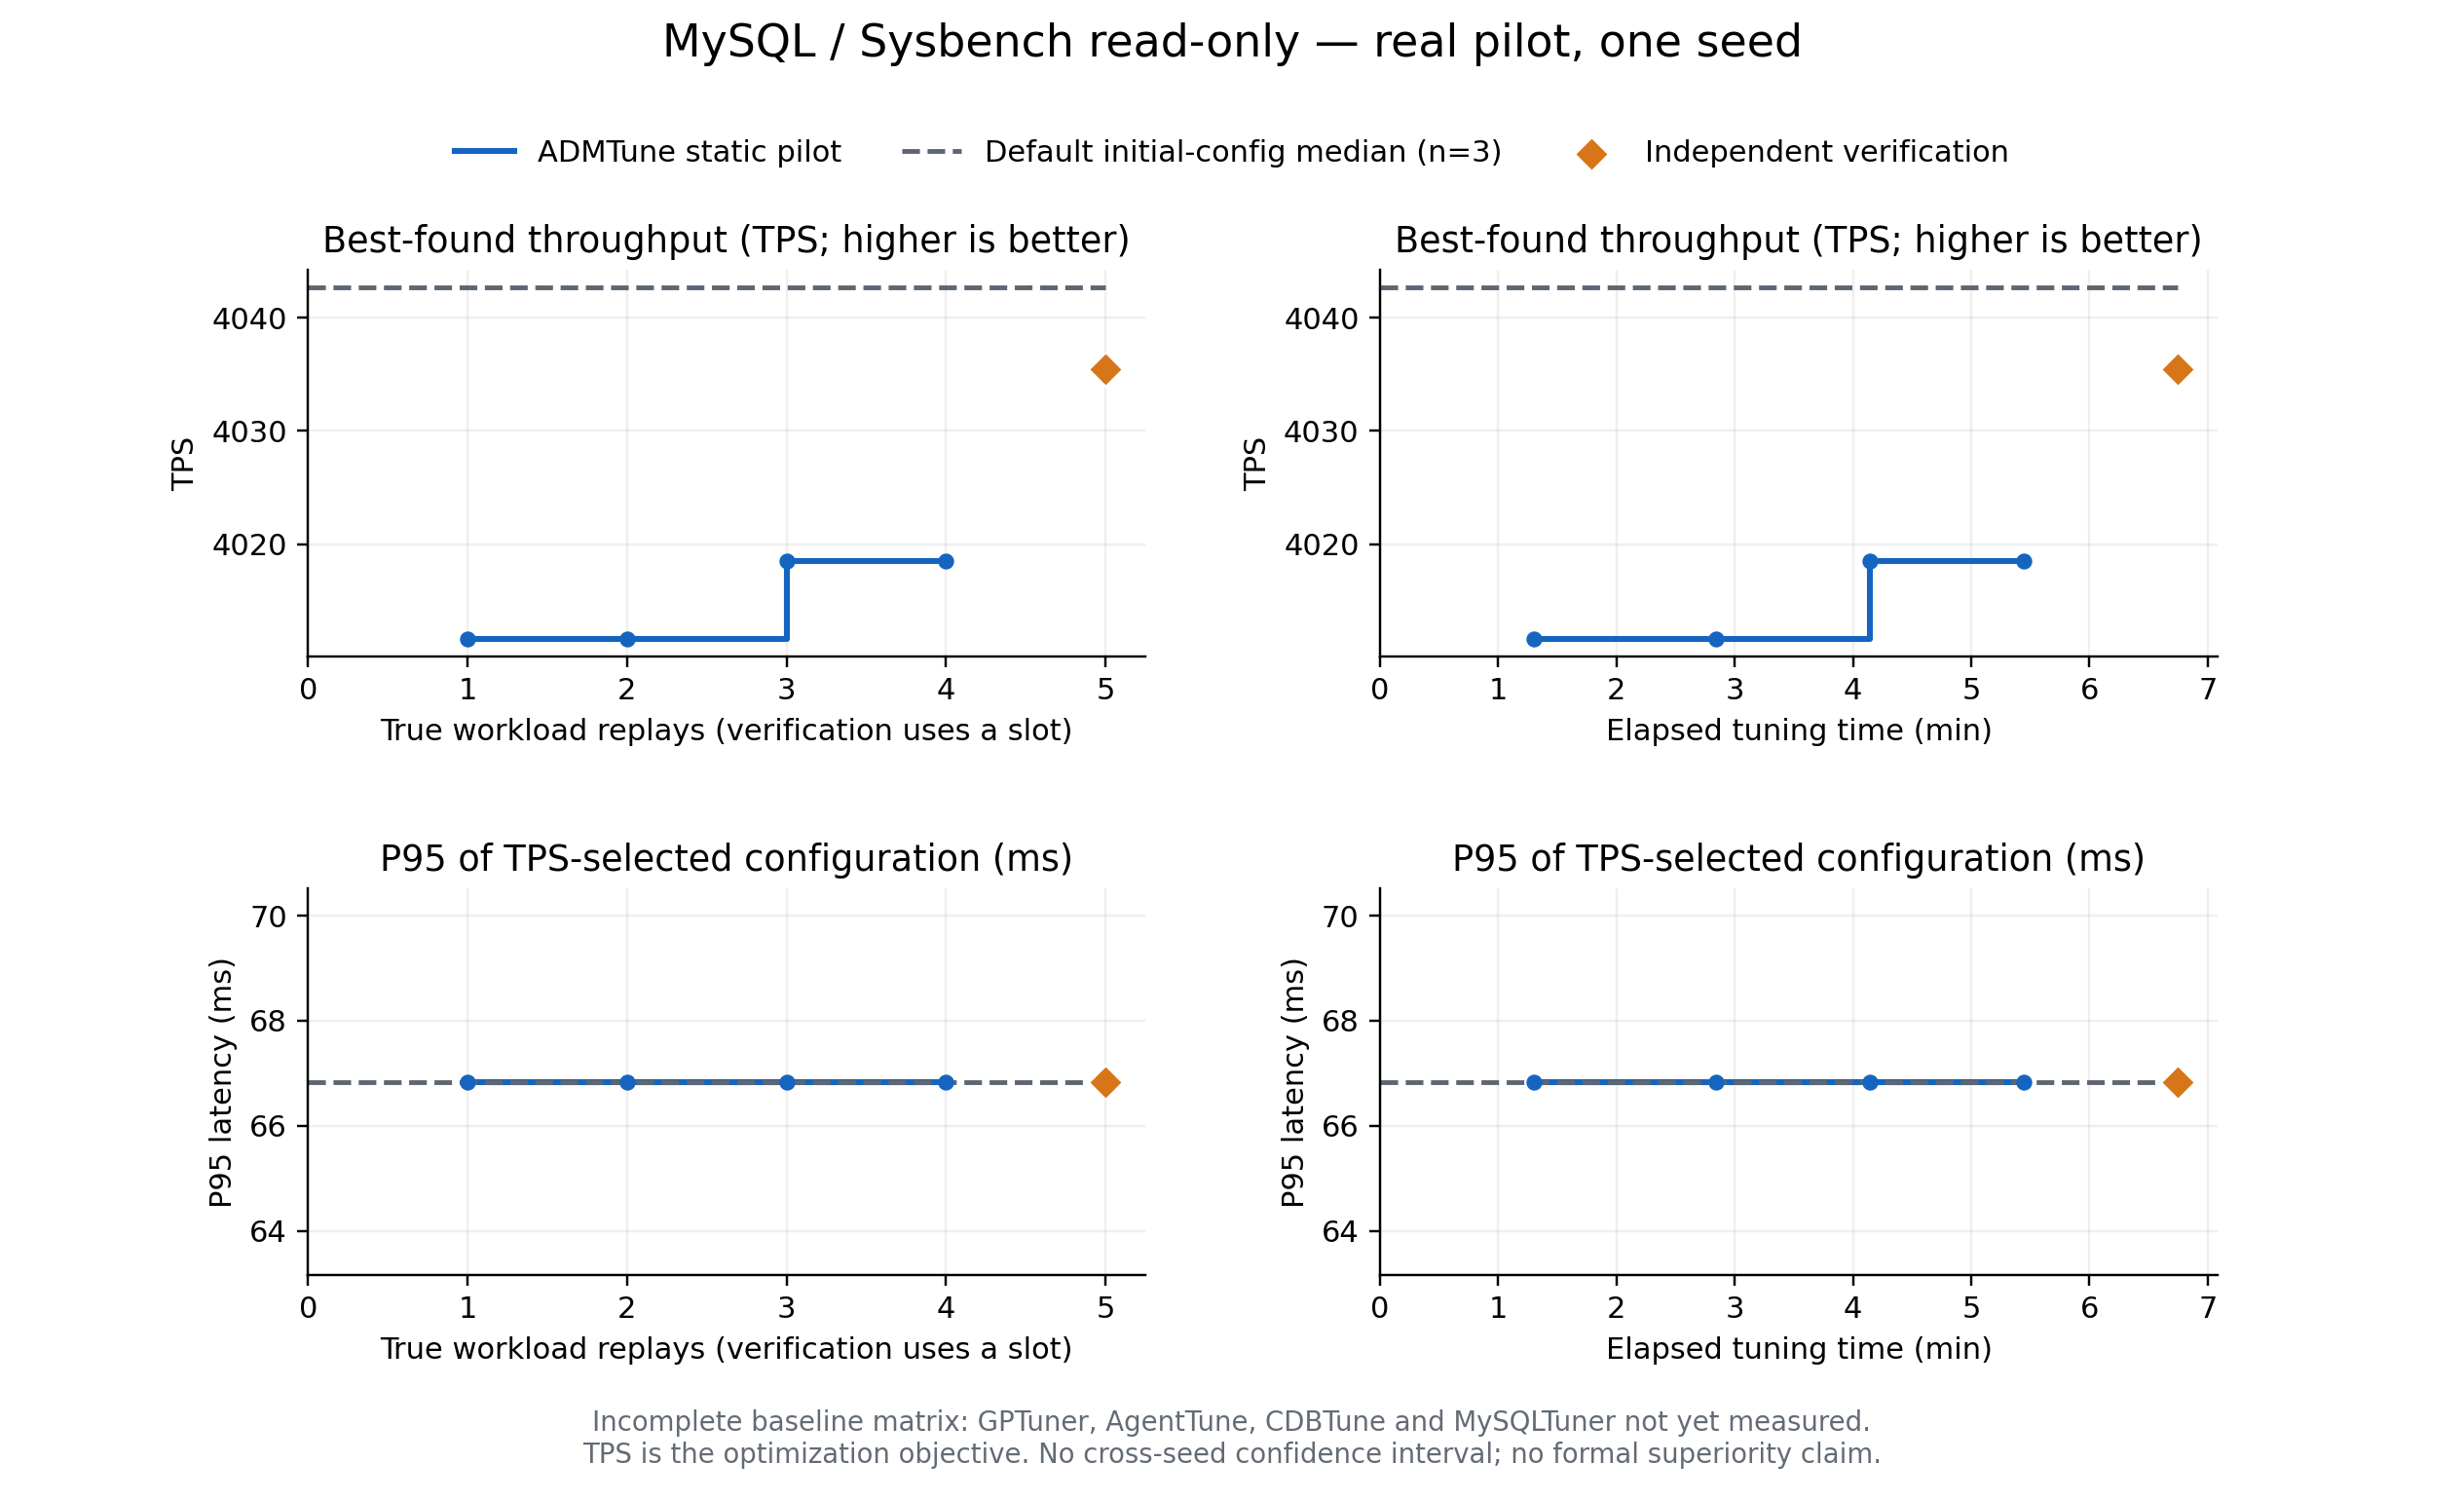 MySQL / Sysbench read-only — real pilot, one seed
ADMTune static pilot
Default initial-config median (n=3)
Independent verification
Best-found throughput (TPS; higher is better)
TPS
4040
4030
4020
0 1 2 3 4 5
True workload replays (verification uses a slot)
Best-found throughput (TPS; higher is better)
TPS
4040
4030
4020
0 1 2 3 4 5 6 7
Elapsed tuning time (min)
P95 of TPS-selected configuration (ms)
P95 latency (ms)
70
68
66
64
0 1 2 3 4 5
True workload replays (verification uses a slot)
P95 of TPS-selected configuration (ms)
P95 latency (ms)
70
68
66
64
0 1 2 3 4 5 6 7
Elapsed tuning time (min)
Incomplete baseline matrix: GPTuner, AgentTune, CDBTune and MySQLTuner not yet measured.
TPS is the optimization objective. No cross-seed confidence interval; no formal superiority claim.